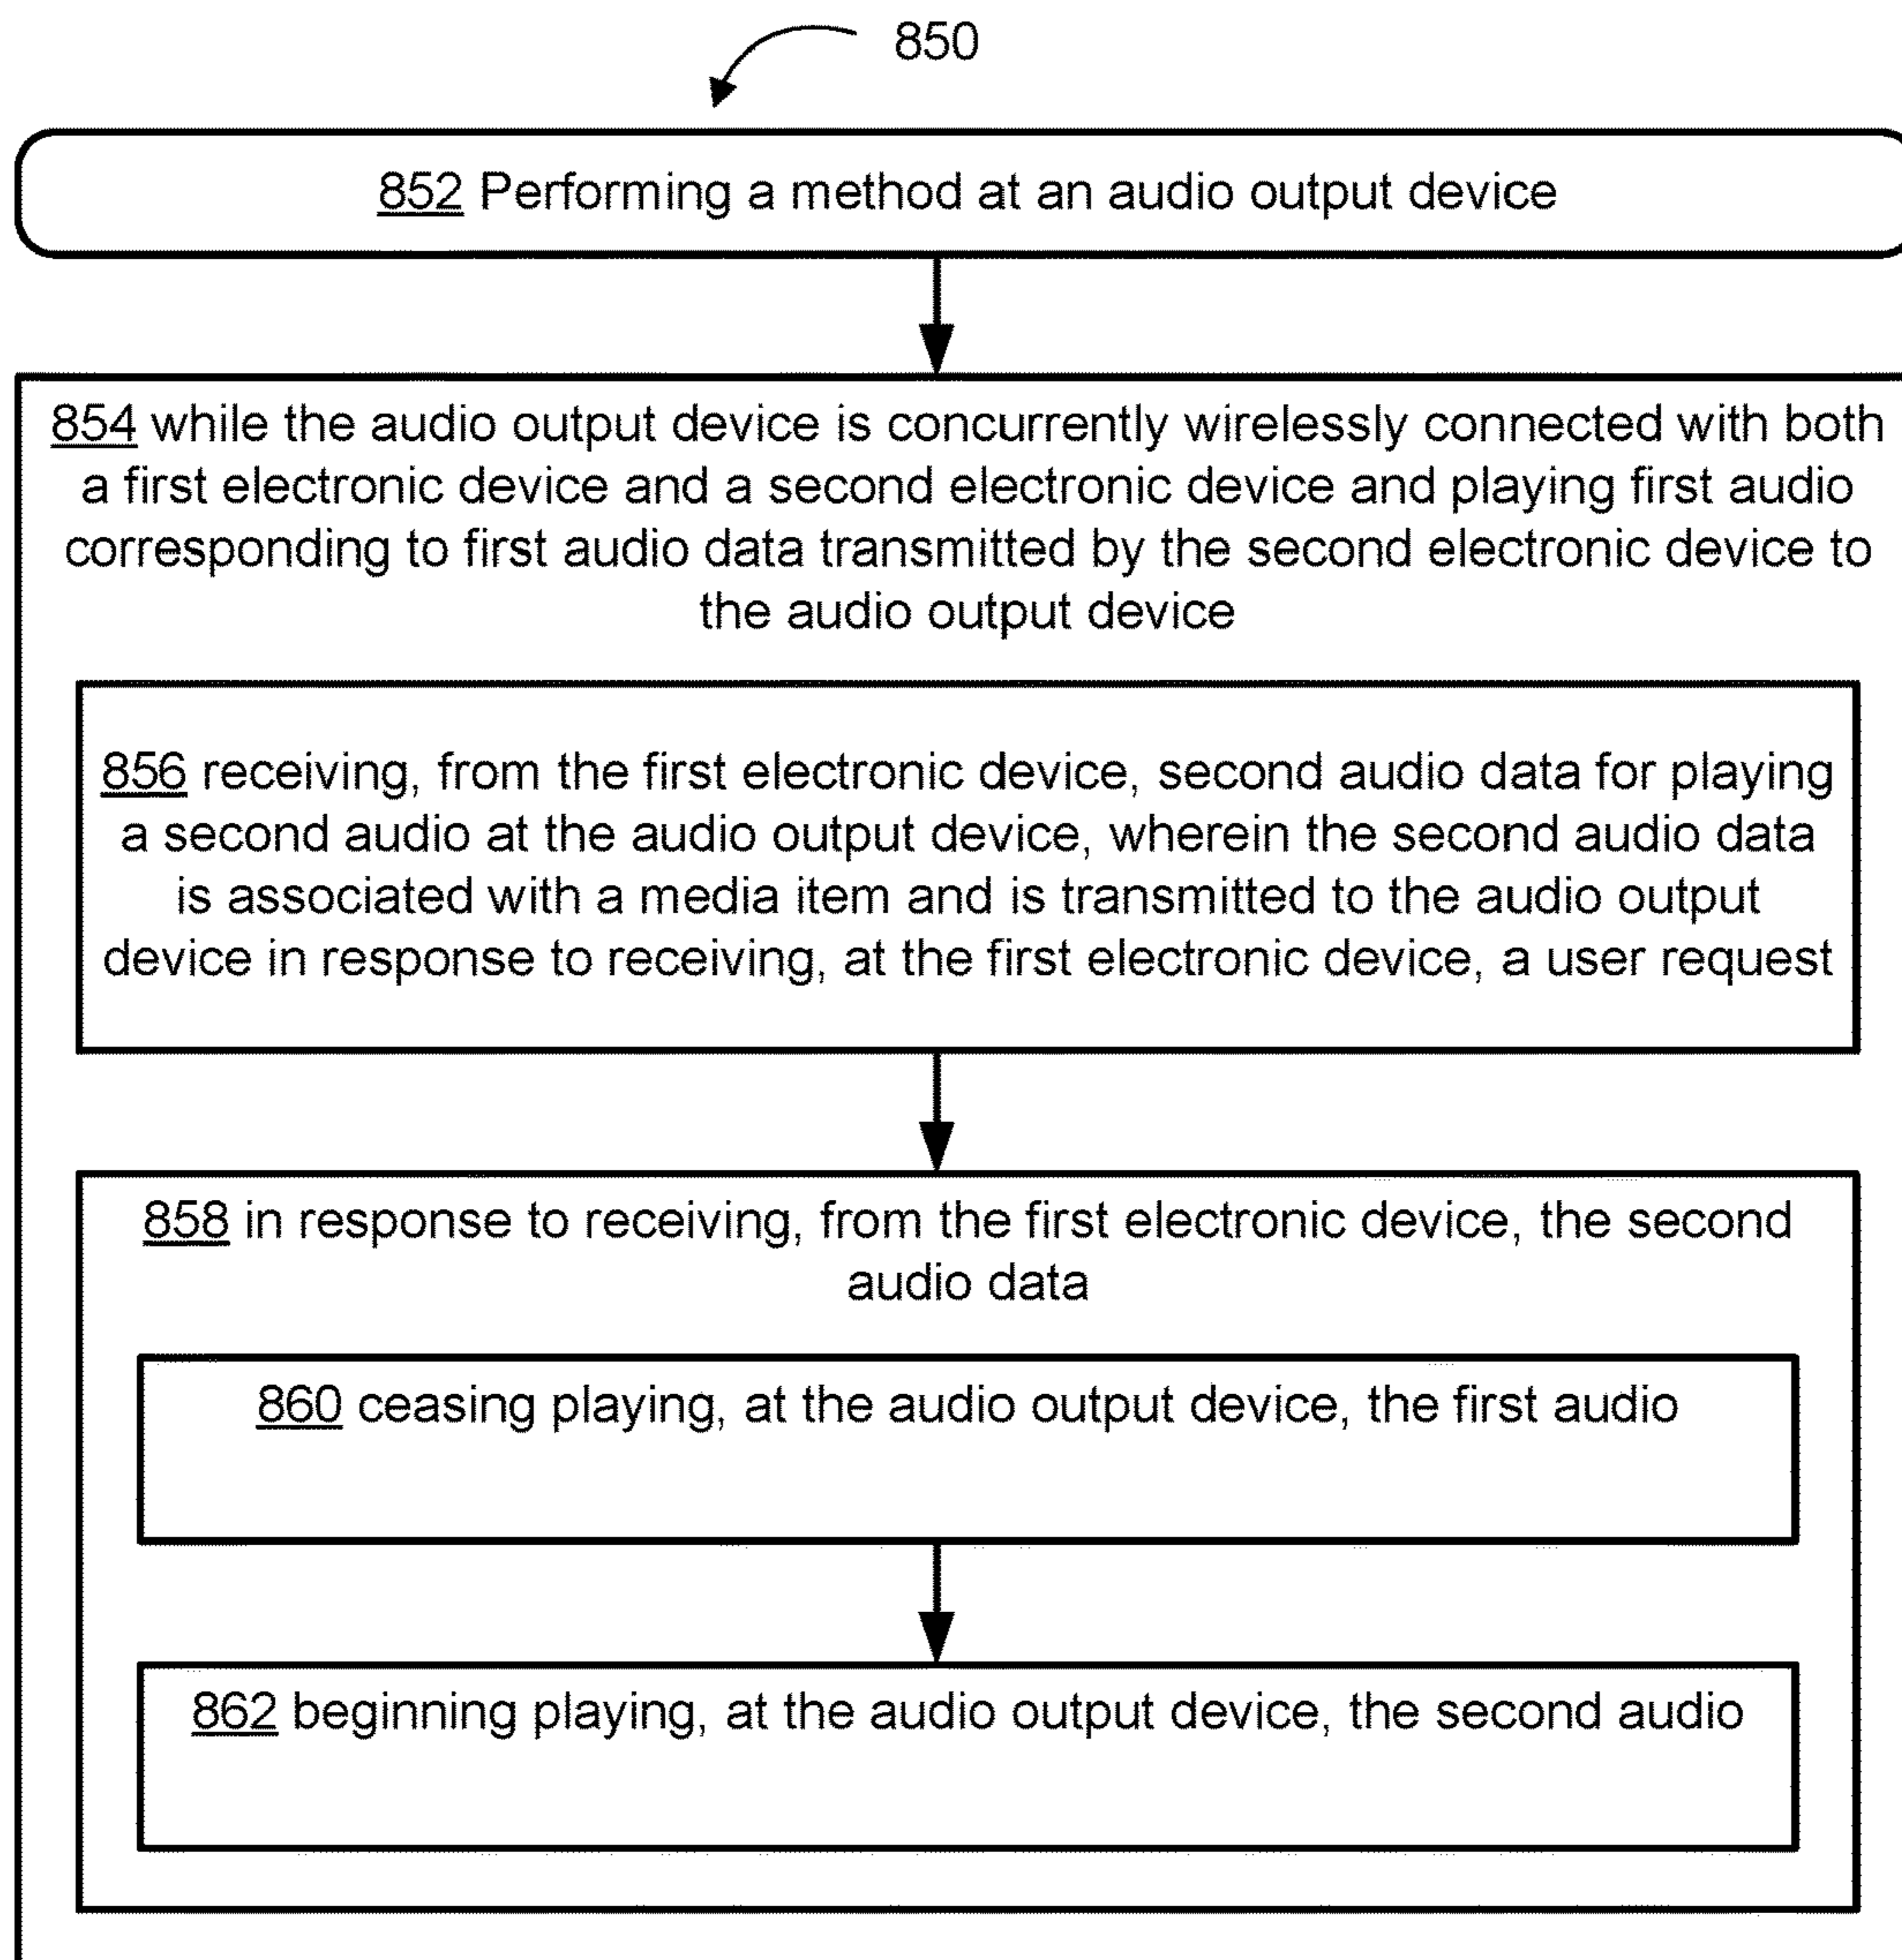 850
852 Performing a method at an audio output device
854 while the audio output device is concurrently wirelessly connected with both
a first electronic device and a second electronic device and playing first audio
corresponding to first audio data transmitted by the second electronic device to
the audio output device
856 receiving, from the first electronic device, second audio data for playing
a second audio at the audio output device, wherein the second audio data
is associated with a media item and is transmitted to the audio output
device in response to receiving, at the first electronic device, a user request
858 in response to receiving, from the first electronic device, the second
audio data
860 ceasing playing, at the audio output device, the first audio
862 beginning playing, at the audio output device, the second audio